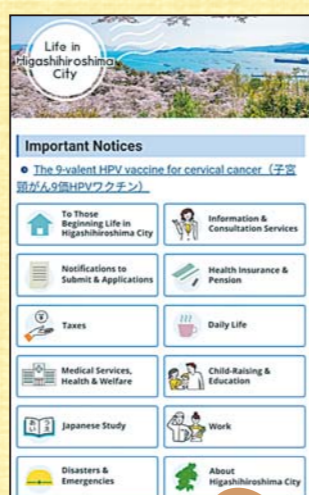 Life in
Higashihiroshima
City
Important Notices
The 9-valent HPV vaccine for cervical cancer（子宮
頸がん9価HPVワクチン）
To Those
Beginning Life in
Higashihiroshima City
Information &
Consultation Services
Notifications to
Submit & Applications
Health Insurance &
Pension
Taxes
Daily Life
Medical Services,
Health & Welfare
Child-Raising &
Education
Japanese Study
Work
Disasters &
Emergencies
About
Higashihiroshima City